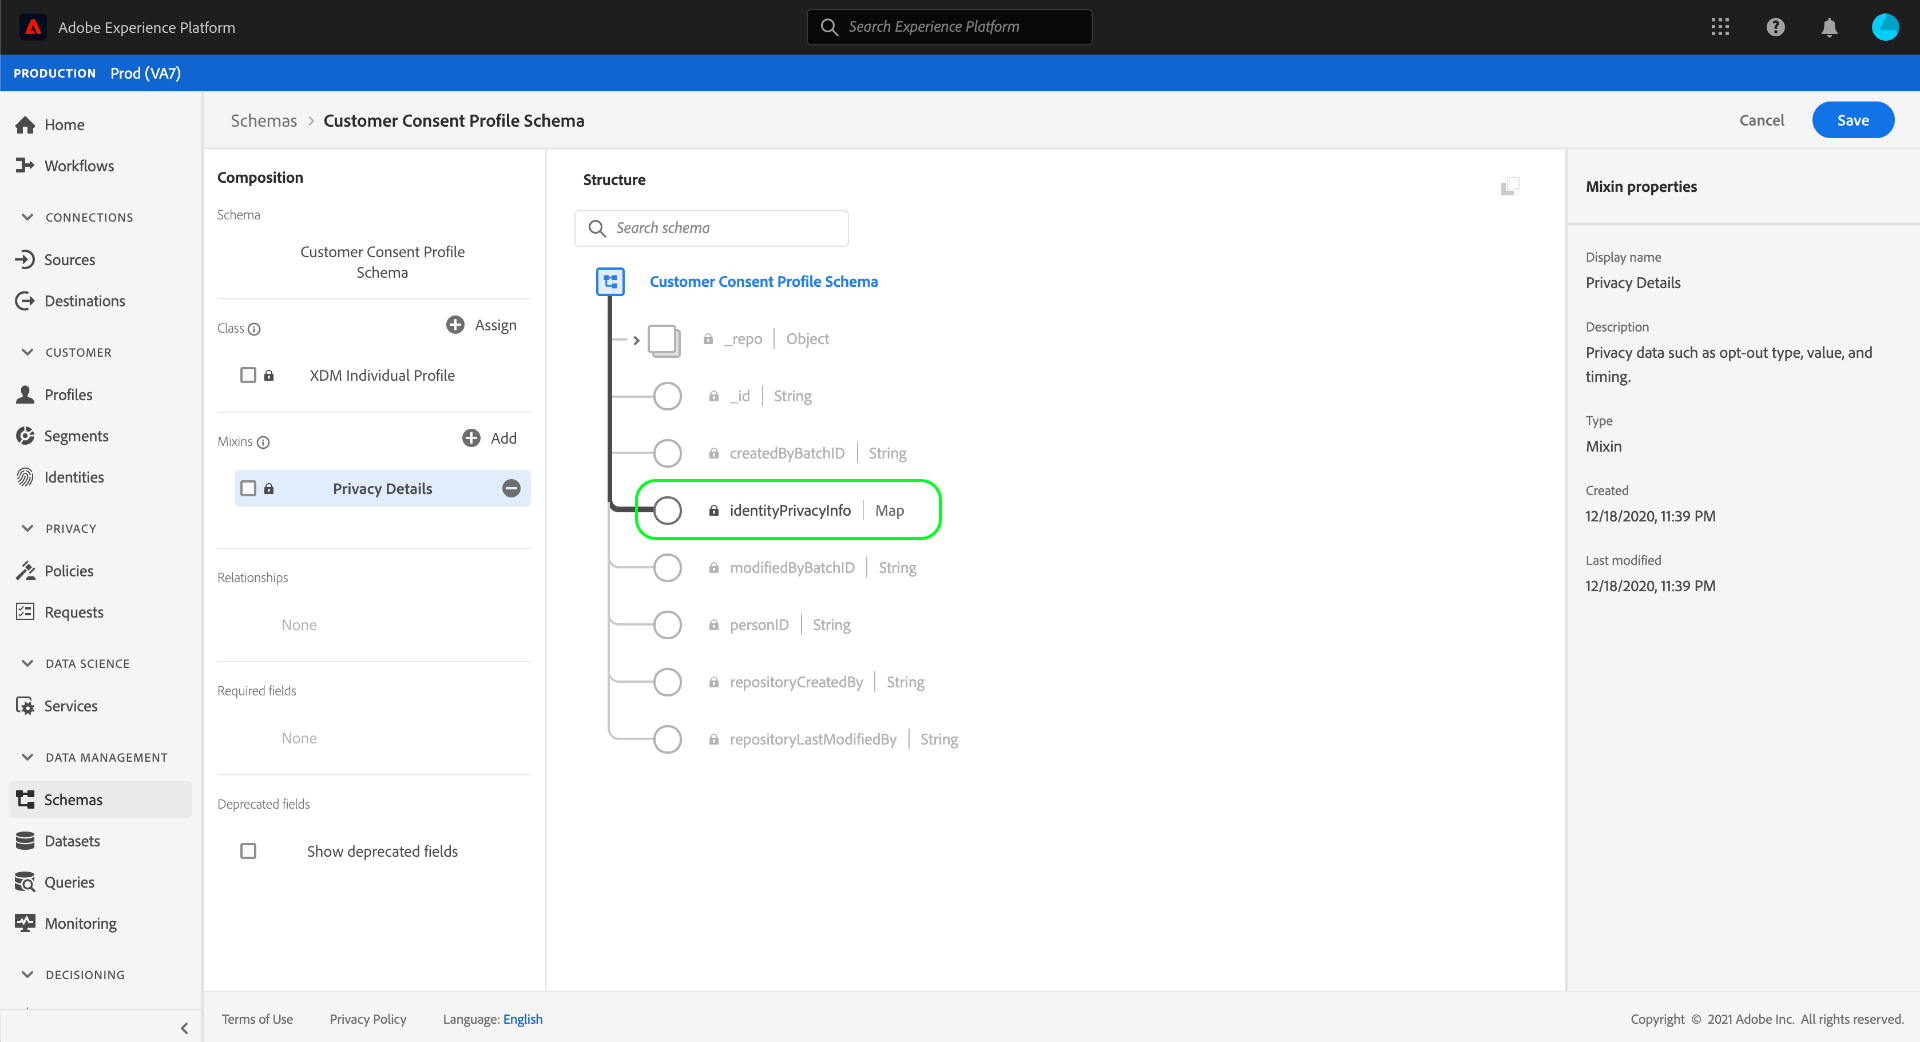 Adobe Experience Platform
Search Experience Platform
PRODUCTION Prod (VA7)
Home
Workflows
CONNECTIONS
Sources
Destinations
CUSTOMER
Profiles
Segments
Identities
PRIVACY
Policies
Requests
DATA SCIENCE
Services
DATA MANAGEMENT
Schemas
Datasets
Queries
Monitoring
DECISIONING
Schemas > Customer Consent Profile Schema
Cancel
Save
Composition
Schema
Customer Consent Profile
Schema
Class
Assign
XDM Individual Profile
Mixins
Add
Privacy Details
Relationships
None
Required fields
None
Deprecated fields
Show deprecated fields
Structure
Search schema
Customer Consent Profile Schema
_repo | Object
_id | String
createdByBatchID | String
identityPrivacyInfo | Map
modifiedByBatchID | String
personID | String
repositoryCreatedBy | String
repositoryLastModifiedBy | String
Mixin properties
Display name
Privacy Details
Description
Privacy data such as opt-out type, value, and
timing.
Type
Mixin
Created
12/18/2020, 11:39 PM
Last modified
12/18/2020, 11:39 PM
Terms of Use Privacy Policy Language: English
Copyright © 2021 Adobe Inc. All rights reserved.